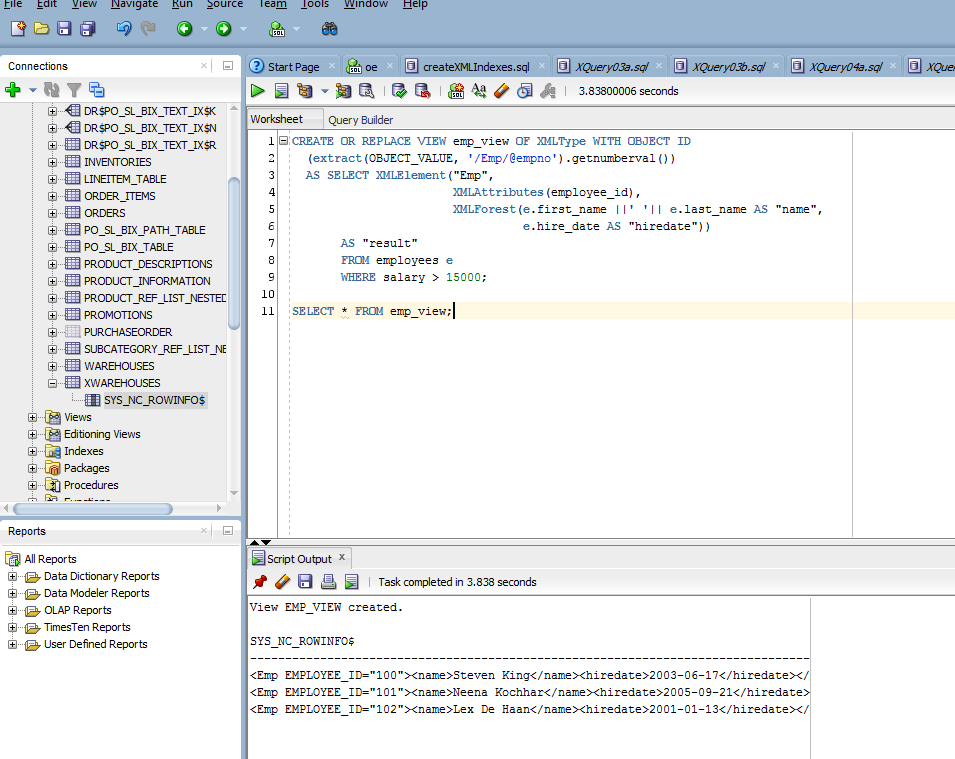 File Edit View Navigate Run Source Team Tools Window Help
Connections
DR$PO_SL_BIX_TEXT_IX$K
DR$PO_SL_BIX_TEXT_IX$N
DR$PO_SL_BIX_TEXT_IX$R
INVENTORIES
LINEITEM_TABLE
ORDER_ITEMS
ORDERS
PO_SL_BIX_PATH_TABLE
PO_SL_BIX_TABLE
PRODUCT_DESCRIPTIONS
PRODUCT_INFORMATION
PRODUCT_REF_LIST_NESTED
PROMOTIONS
PURCHASEORDER
SUBCATEGORY_REF_LIST_NE
WAREHOUSES
XWAREHOUSES
SYS_NC_ROWINFO$
Views
Editioning Views
Indexes
Packages
Procedures
Reports
All Reports
Data Dictionary Reports
Data Modeler Reports
OLAP Reports
TimesTen Reports
User Defined Reports
Start Page oe createXMLIndexes.sql XQuery03a.sql XQuery03b.sql XQuery04a.sql XQue
SQL 3.83800006 seconds
Worksheet Query Builder
1 CREATE OR REPLACE VIEW emp_view OF XMLType WITH OBJECT ID
2 (extract(OBJECT_VALUE, '/Emp/@empno').getnumberval())
3 AS SELECT XMLElement("Emp",
4 XMLAttributes(employee_id),
5 XMLForest(e.first_name ||' '|| e.last_name AS "name",
6 e.hire_date AS "hiredate"))
7 AS "result"
8 FROM employees e
9 WHERE salary > 15000;
10
11 SELECT * FROM emp_view;
Script Output
Task completed in 3.838 seconds
View EMP_VIEW created.
SYS_NC_ROWINFO$
--------------------------------------------------------------------------------
<Emp EMPLOYEE_ID="100"><name>Steven King</name><hiredate>2003-06-17</hiredate></
<Emp EMPLOYEE_ID="101"><name>Neena Kochhar</name><hiredate>2005-09-21</hiredate>
<Emp EMPLOYEE_ID="102"><name>Lex De Haan</name><hiredate>2001-01-13</hiredate></